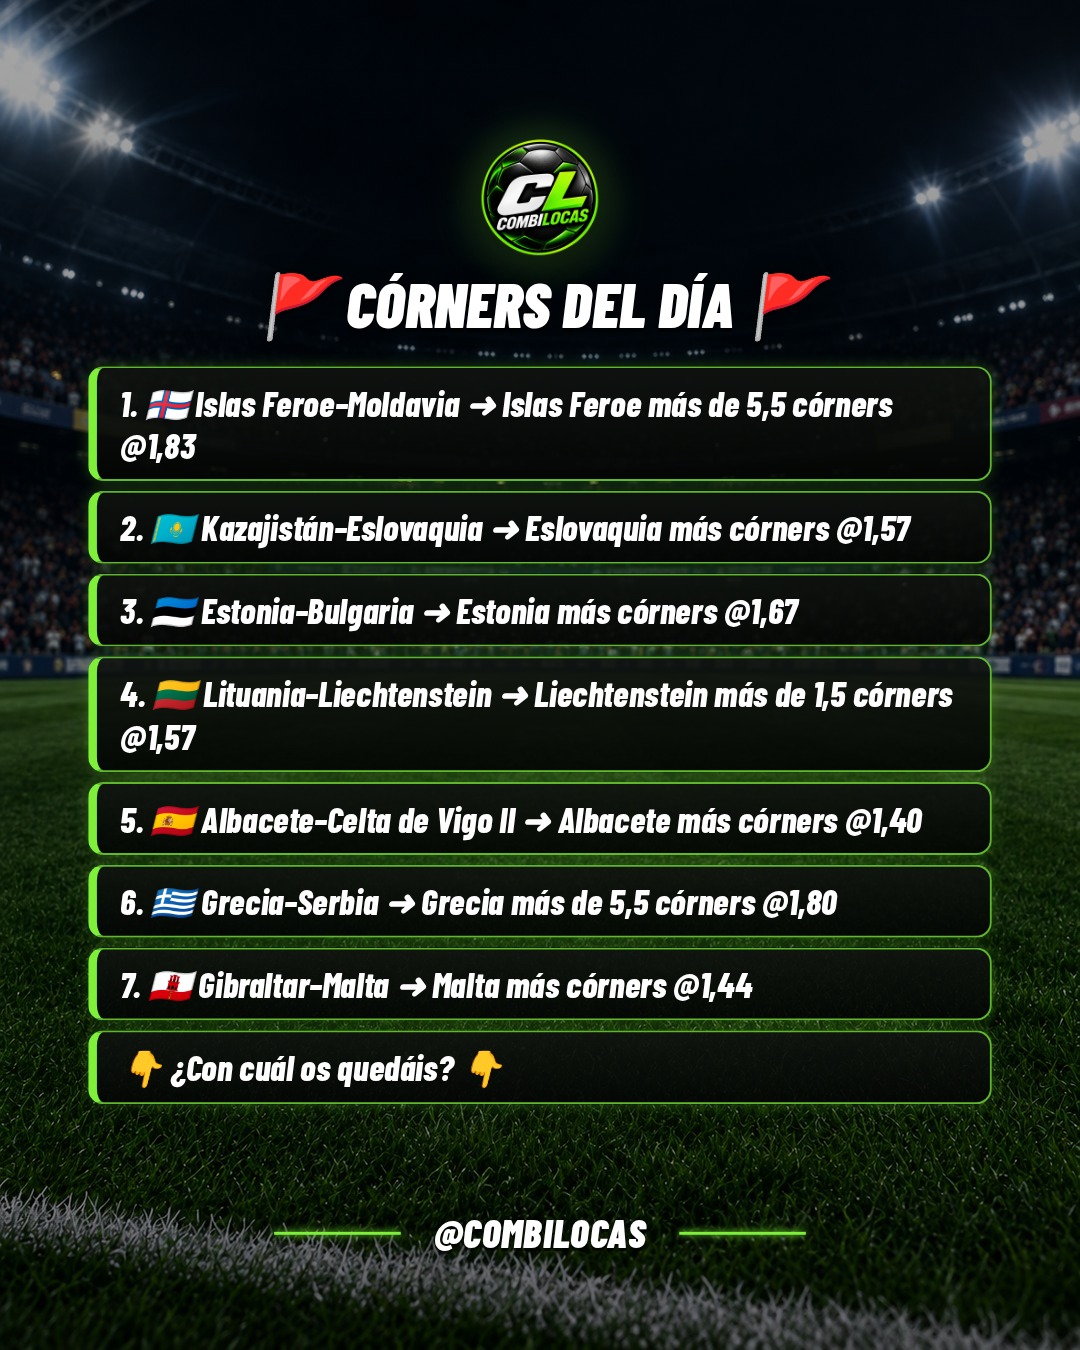 CL
COMBILOCAS
🚩 CÓRNERS DEL DÍA 🚩
1. 🇫🇴 Islas Feroe-Moldavia → Islas Feroe más de 5,5 córners
@1,83
2. 🇰🇿 Kazajistán-Eslovaquia → Eslovaquia más córners @1,57
3. 🇪🇪 Estonia-Bulgaria → Estonia más córners @1,67
4. 🇱🇹 Lituania-Liechtenstein → Liechtenstein más de 1,5 córners
@1,57
5. 🇪🇸 Albacete-Celta de Vigo II → Albacete más córners @1,40
6. 🇬🇷 Grecia-Serbia → Grecia más de 5,5 córners @1,80
7. 🇬🇮 Gibraltar-Malta → Malta más córners @1,44
👇 ¿Con cuál os quedáis? 👇
@COMBILOCAS